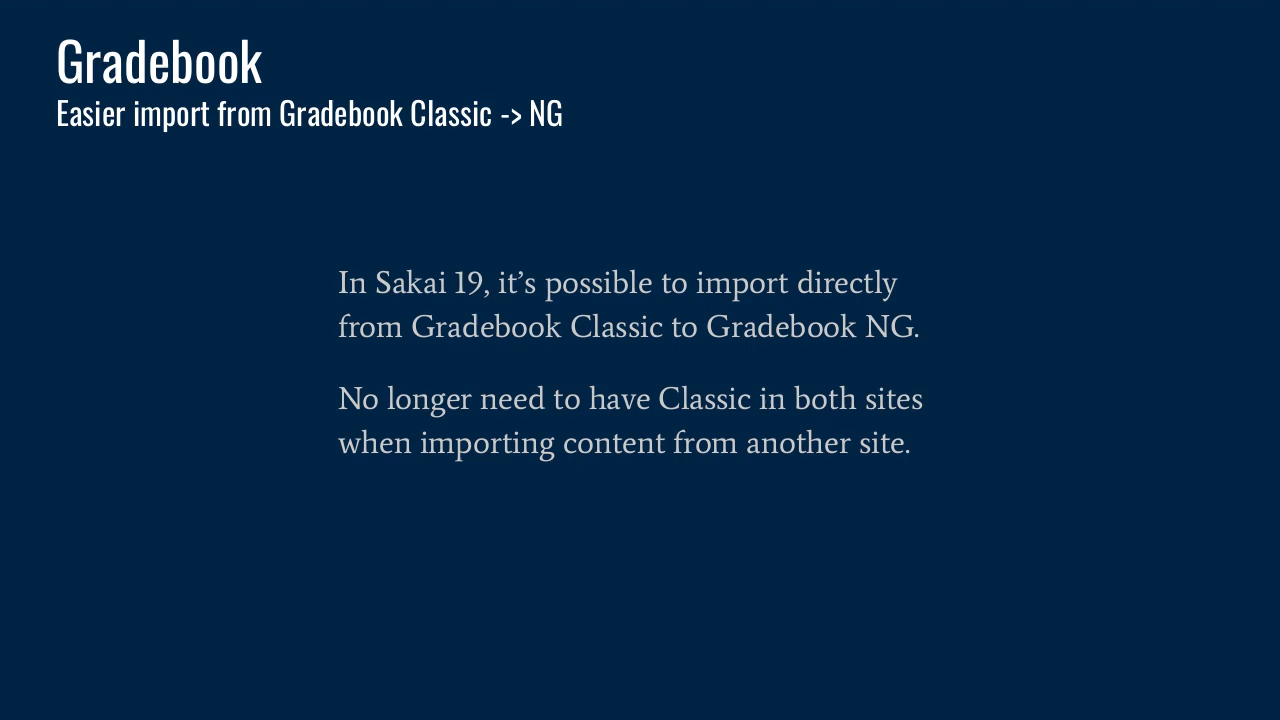 Gradebook
Easier import from Gradebook Classic -> NG
In Sakai 19, it’s possible to import directly
from Gradebook Classic to Gradebook NG.
No longer need to have Classic in both sites
when importing content from another site.